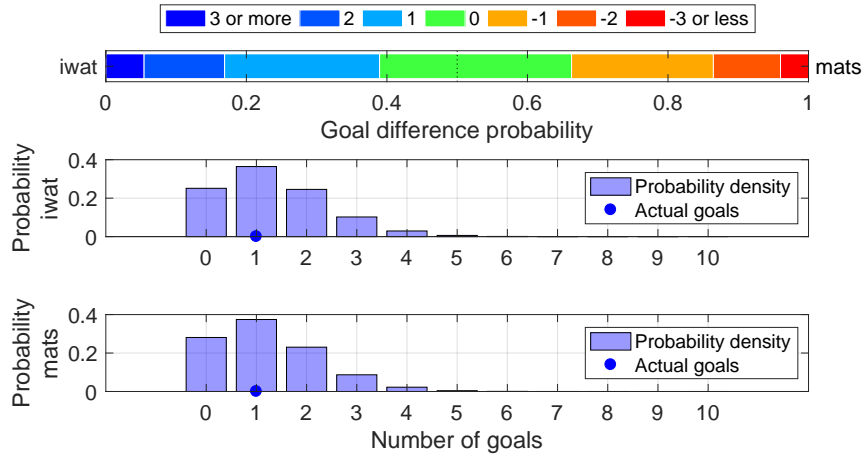 3 or more 2 1 0 -1 -2 -3 or less
iwat mats
0 0.2 0.4 0.6 0.8 1
Goal difference probability
Probability
iwat
0.4
0.2
0
Probability density
Actual goals
0 1 2 3 4 5 6 7 8 9 10
Probability
mats
0.4
0.2
0
Probability density
Actual goals
0 1 2 3 4 5 6 7 8 9 10
Number of goals